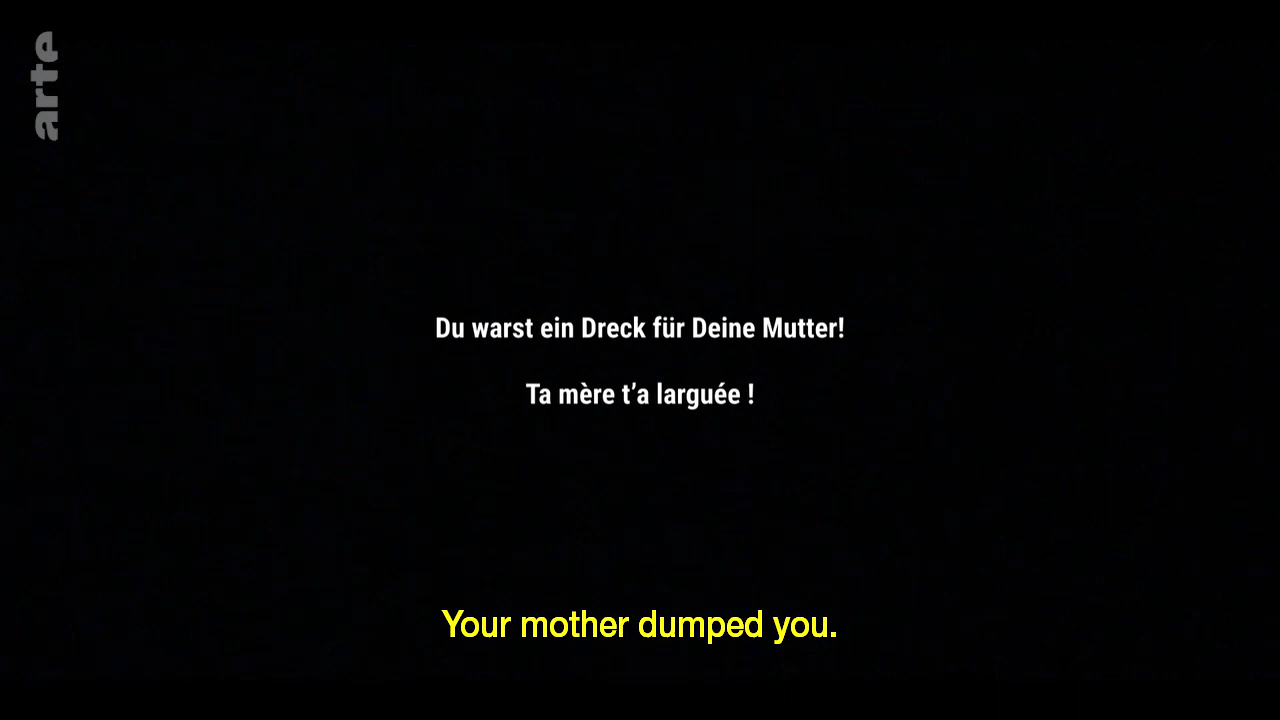 arte
Du warst ein Dreck für Deine Mutter!
Ta mère t’a larguée !
Your mother dumped you.